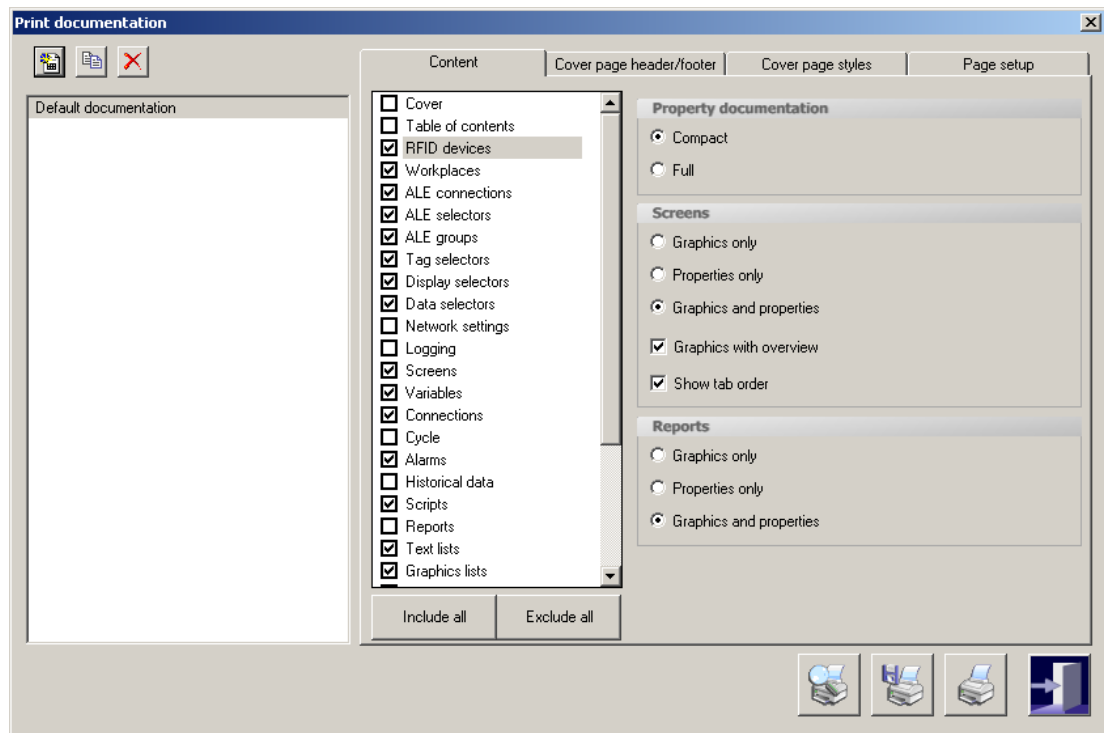 Print documentation
Content
Cover page header/footer
Cover page styles
Page setup
Default documentation
Cover
Table of contents
RFID devices
Workplaces
ALE connections
ALE selectors
ALE groups
Tag selectors
Display selectors
Data selectors
Network settings
Logging
Screens
Variables
Connections
Cycle
Alarms
Historical data
Scripts
Reports
Text lists
Graphics lists
Include all
Exclude all
Property documentation
Compact
Full
Screens
Graphics only
Properties only
Graphics and properties
Graphics with overview
Show tab order
Reports
Graphics only
Properties only
Graphics and properties